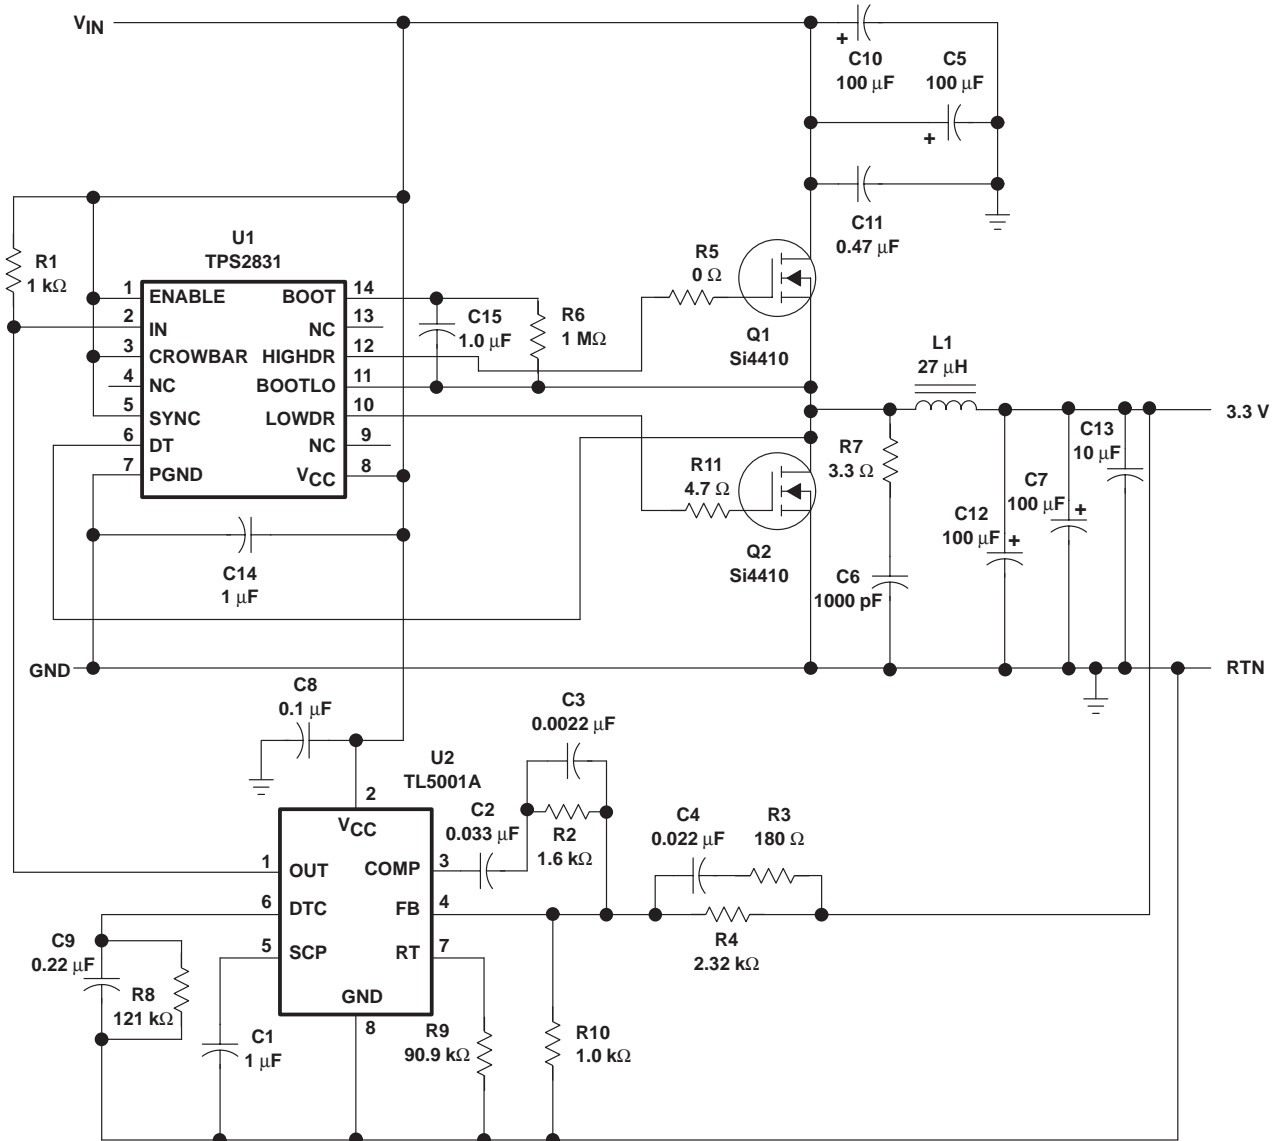 VIN
+
C10
100 μF
C5
100 μF
+
C11
0.47 μF
R1
1 kΩ
U1
TPS2831
1
ENABLE
2
IN
3
CROWBAR
4
NC
5
SYNC
6
DT
7
PGND
14
BOOT
13
NC
12
HIGHDR
11
BOOTLO
10
LOWDR
9
NC
8
VCC
C15
1.0 μF
R6
1 MΩ
R5
0 Ω
Q1
Si4410
L1
27 μH
3.3 V
R11
4.7 Ω
Q2
Si4410
R7
3.3 Ω
C6
1000 pF
C12
100 μF
+
C7
100 μF
+
C13
10 μF
C14
1 μF
GND
RTN
C8
0.1 μF
U2
TL5001A
2
VCC
1
OUT
6
DTC
5
SCP
3
COMP
4
FB
7
RT
GND
8
C3
0.0022 μF
C2
0.033 μF
R2
1.6 kΩ
C4
0.022 μF
R3
180 Ω
R4
2.32 kΩ
C9
0.22 μF
R8
121 kΩ
C1
1 μF
R9
90.9 kΩ
R10
1.0 kΩ